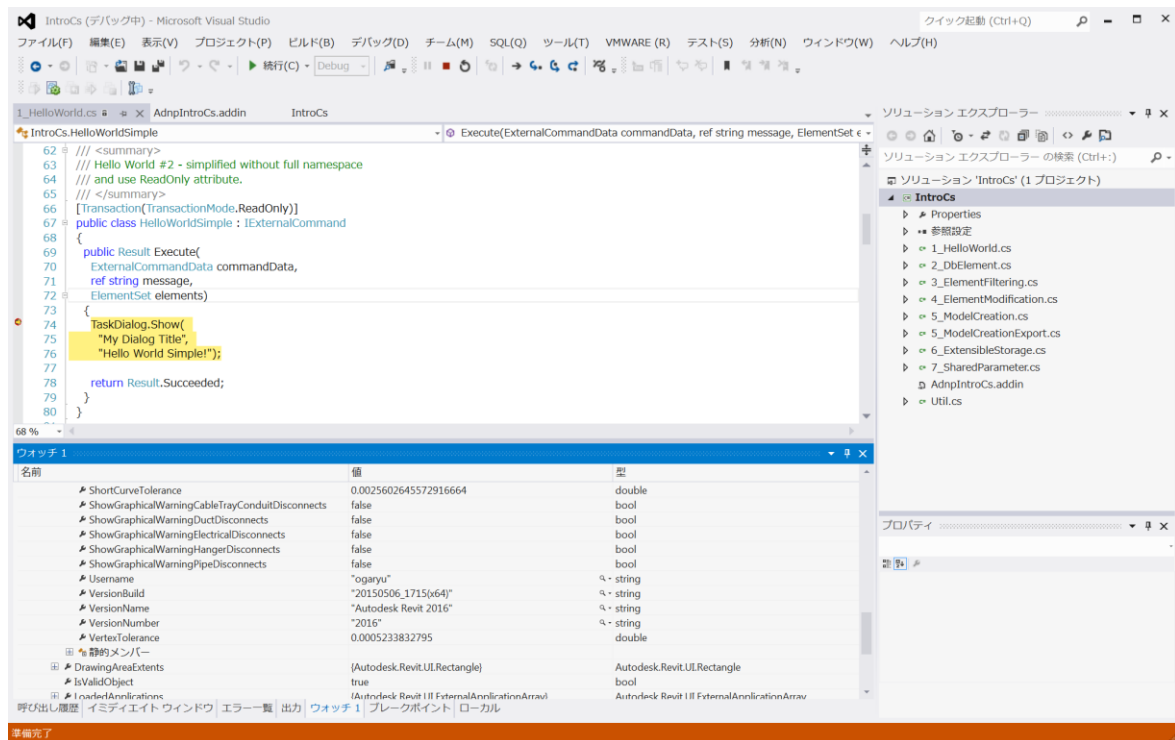 IntroCs (デバッグ中) - Microsoft Visual Studio
クイック起動 (Ctrl+Q)
ファイル(F) 編集(E) 表示(V) プロジェクト(P) ビルド(B) デバッグ(D) チーム(M) SQL(Q) ツール(T) VMWARE (R) テスト(S) 分析(N) ウィンドウ(W) ヘルプ(H)
続行(C) Debug
1_HelloWorld.cs AdnpIntroCs.addin IntroCs
IntroCs.HelloWorldSimple
Execute(ExternalCommandData commandData, ref string message, ElementSet e
62 /// <summary>
63 /// Hello World #2 - simplified without full namespace
64 /// and use ReadOnly attribute.
65 /// </summary>
66 [Transaction(TransactionMode.ReadOnly)]
67 public class HelloWorldSimple : IExternalCommand
68 {
69 public Result Execute(
70 ExternalCommandData commandData,
71 ref string message,
72 ElementSet elements)
73 {
74 TaskDialog.Show(
75 "My Dialog Title",
76 "Hello World Simple!");
77
78 return Result.Succeeded;
79 }
80 }
68 %
ウォッチ 1
名前 値 型
ShortCurveTolerance 0.0025602645572916664 double
ShowGraphicalWarningCableTrayConduitDisconnects false bool
ShowGraphicalWarningDuctDisconnects false bool
ShowGraphicalWarningElectricalDisconnects false bool
ShowGraphicalWarningHangerDisconnects false bool
ShowGraphicalWarningPipeDisconnects false bool
Username "ogaryu" string
VersionBuild "20150506_1715(x64)" string
VersionName "Autodesk Revit 2016" string
VersionNumber "2016" string
VertexTolerance 0.0005233832795 double
静的メンバー
DrawingAreaExtents {Autodesk.Revit.UI.Rectangle} Autodesk.Revit.UI.Rectangle
IsValidObject true bool
LoadedApplications {Autodesk.Revit.UI.ExternalApplicationArray} Autodesk.Revit.UI.ExternalApplicationArray
呼び出し履歴 イミディエイト ウィンドウ エラー一覧 出力 ウォッチ 1 ブレークポイント ローカル
準備完了
ソリューション エクスプローラー
ソリューション エクスプローラー の検索 (Ctrl+:)
ソリューション 'IntroCs' (1 プロジェクト)
IntroCs
Properties
参照設定
1_HelloWorld.cs
2_DbElement.cs
3_ElementFiltering.cs
4_ElementModification.cs
5_ModelCreation.cs
5_ModelCreationExport.cs
6_ExtensibleStorage.cs
7_SharedParameter.cs
AdnpIntroCs.addin
Util.cs
プロパティ